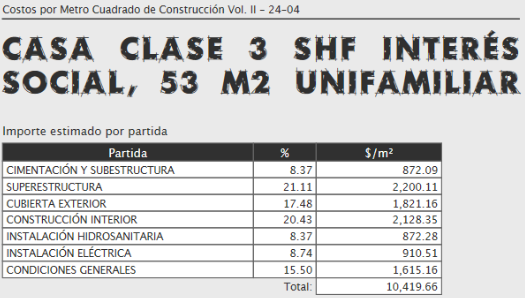 Costos por Metro Cuadrado de Construcción Vol. II - 24-04
CASA CLASE 3 SHF INTERÉS
SOCIAL, 53 M2 UNIFAMILIAR
Importe estimado por partida
Partida % $/m²
CIMENTACIÓN Y SUBESTRUCTURA 8.37 872.09
SUPERESTRUCTURA 21.11 2,200.11
CUBIERTA EXTERIOR 17.48 1,821.16
CONSTRUCCIÓN INTERIOR 20.43 2,128.35
INSTALACIÓN HIDROSANITARIA 8.37 872.28
INSTALACIÓN ELÉCTRICA 8.74 910.51
CONDICIONES GENERALES 15.50 1,615.16
Total: 10,419.66